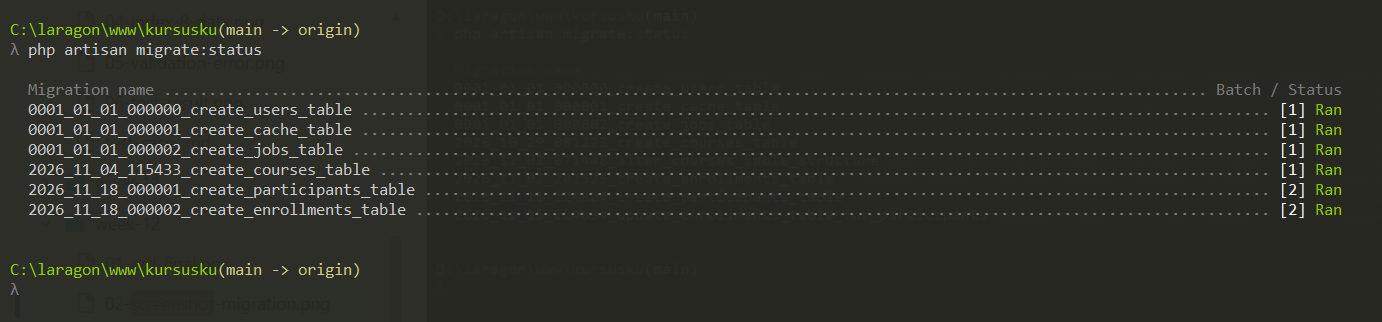 C:\laragon\www\kursusku(main -> origin)
λ php artisan migrate:status
Migration name .................................................................................................................... Batch / Status
0001_01_01_000000_create_users_table ..................................................................................................... [1] Ran
0001_01_01_000001_create_cache_table ..................................................................................................... [1] Ran
0001_01_01_000002_create_jobs_table ...................................................................................................... [1] Ran
2026_11_04_115433_create_courses_table ................................................................................................... [1] Ran
2026_11_18_000001_create_participants_table .............................................................................................. [2] Ran
2026_11_18_000002_create_enrollments_table ............................................................................................... [2] Ran
C:\laragon\www\kursusku(main -> origin)
λ